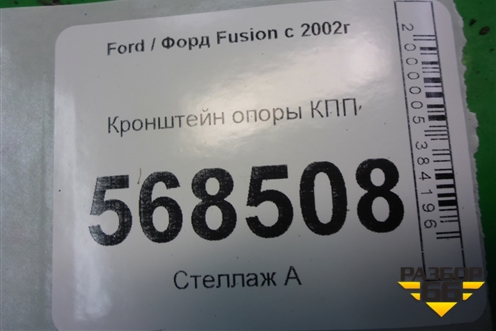 Ford / Форд Fusion с 2002г
Кронштейн опоры КПП
568508
Стеллаж А
2000005384196
РАЗБОР
66